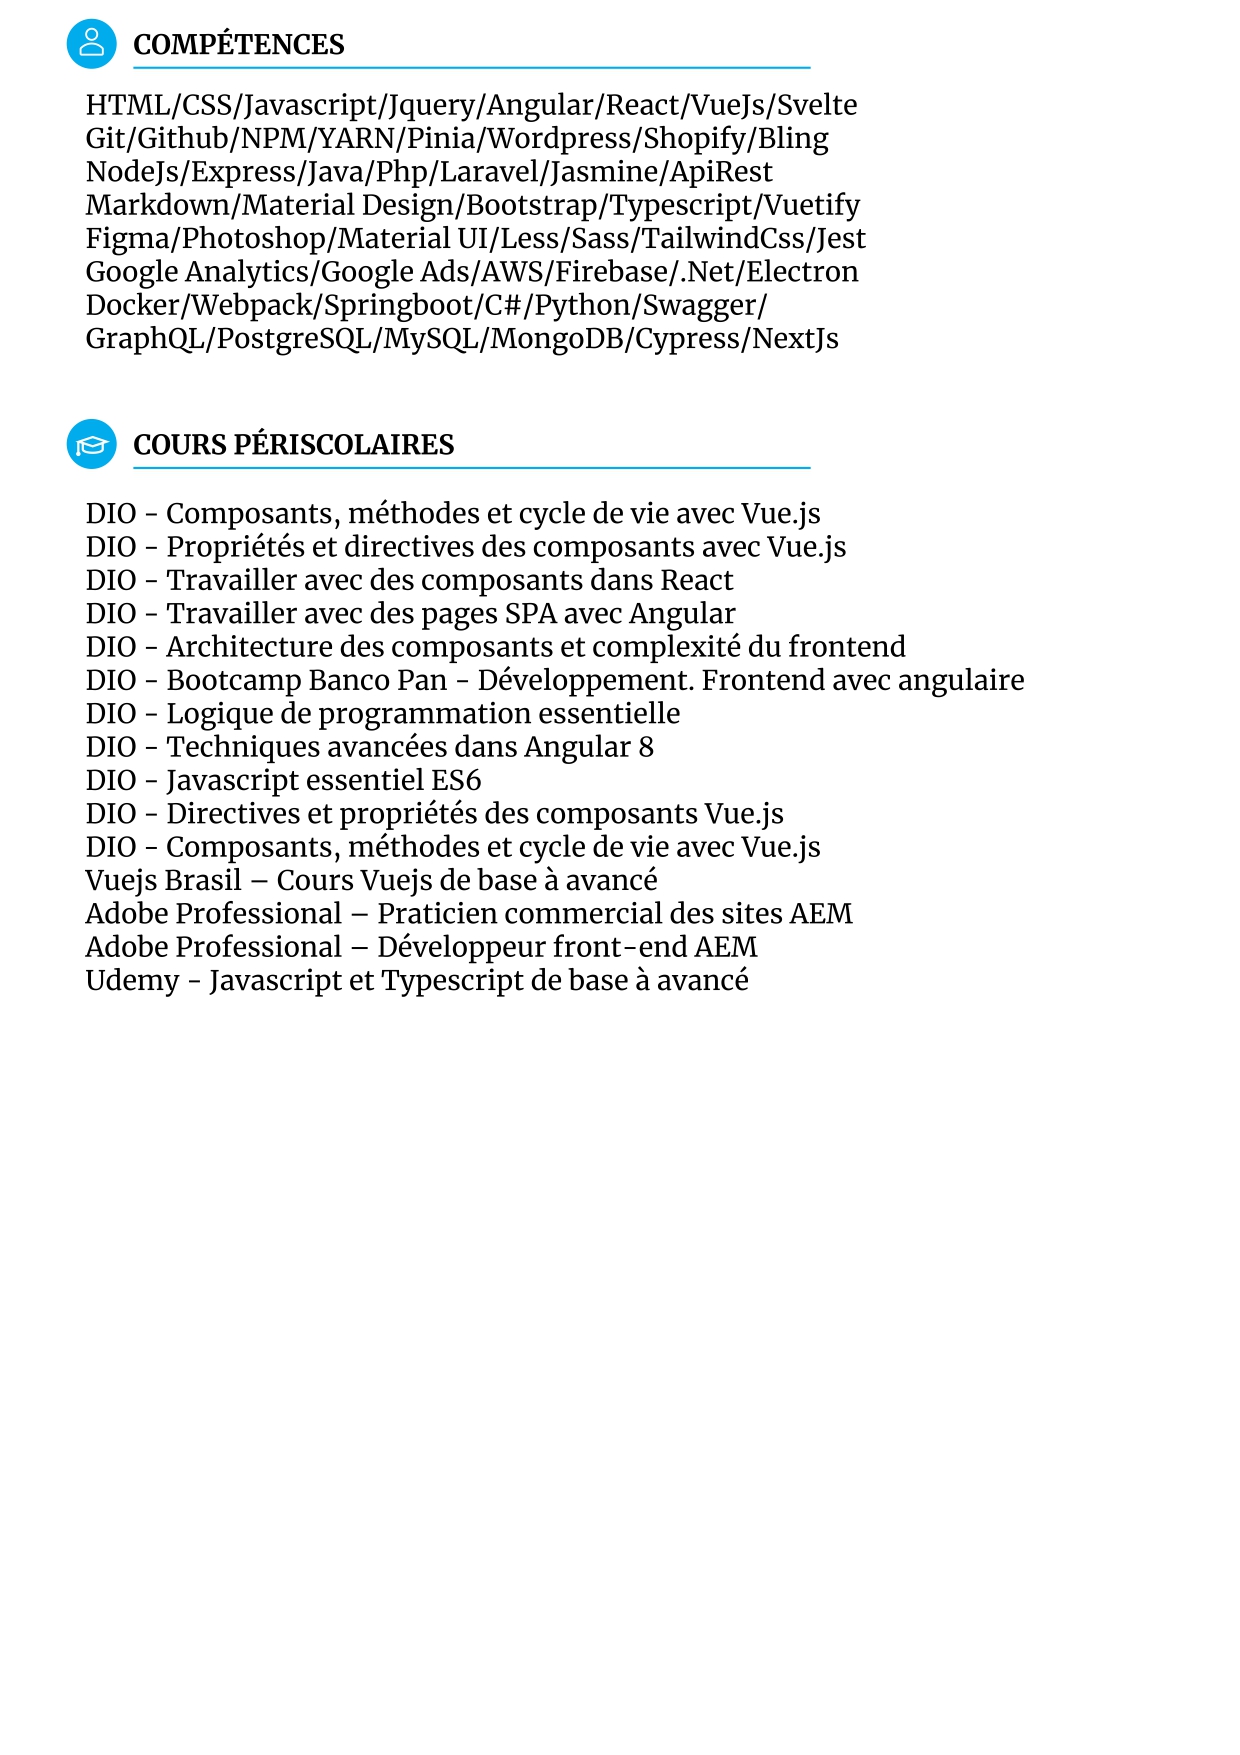 COMPÉTENCES
HTML/CSS/Javascript/Jquery/Angular/React/VueJs/Svelte
Git/Github/NPM/YARN/Pinia/Wordpress/Shopify/Bling
NodeJs/Express/Java/Php/Laravel/Jasmine/ApiRest
Markdown/Material Design/Bootstrap/Typescript/Vuetify
Figma/Photoshop/Material UI/Less/Sass/TailwindCss/Jest
Google Analytics/Google Ads/AWS/Firebase/.Net/Electron
Docker/Webpack/Springboot/C#/Python/Swagger/
GraphQL/PostgreSQL/MySQL/MongoDB/Cypress/NextJs
COURS PÉRISCOLAIRES
DIO - Composants, méthodes et cycle de vie avec Vue.js
DIO - Propriétés et directives des composants avec Vue.js
DIO - Travailler avec des composants dans React
DIO - Travailler avec des pages SPA avec Angular
DIO - Architecture des composants et complexité du frontend
DIO - Bootcamp Banco Pan - Développement. Frontend avec angulaire
DIO - Logique de programmation essentielle
DIO - Techniques avancées dans Angular 8
DIO - Javascript essentiel ES6
DIO - Directives et propriétés des composants Vue.js
DIO - Composants, méthodes et cycle de vie avec Vue.js
Vuejs Brasil – Cours Vuejs de base à avancé
Adobe Professional – Praticien commercial des sites AEM
Adobe Professional – Développeur front-end AEM
Udemy - Javascript et Typescript de base à avancé